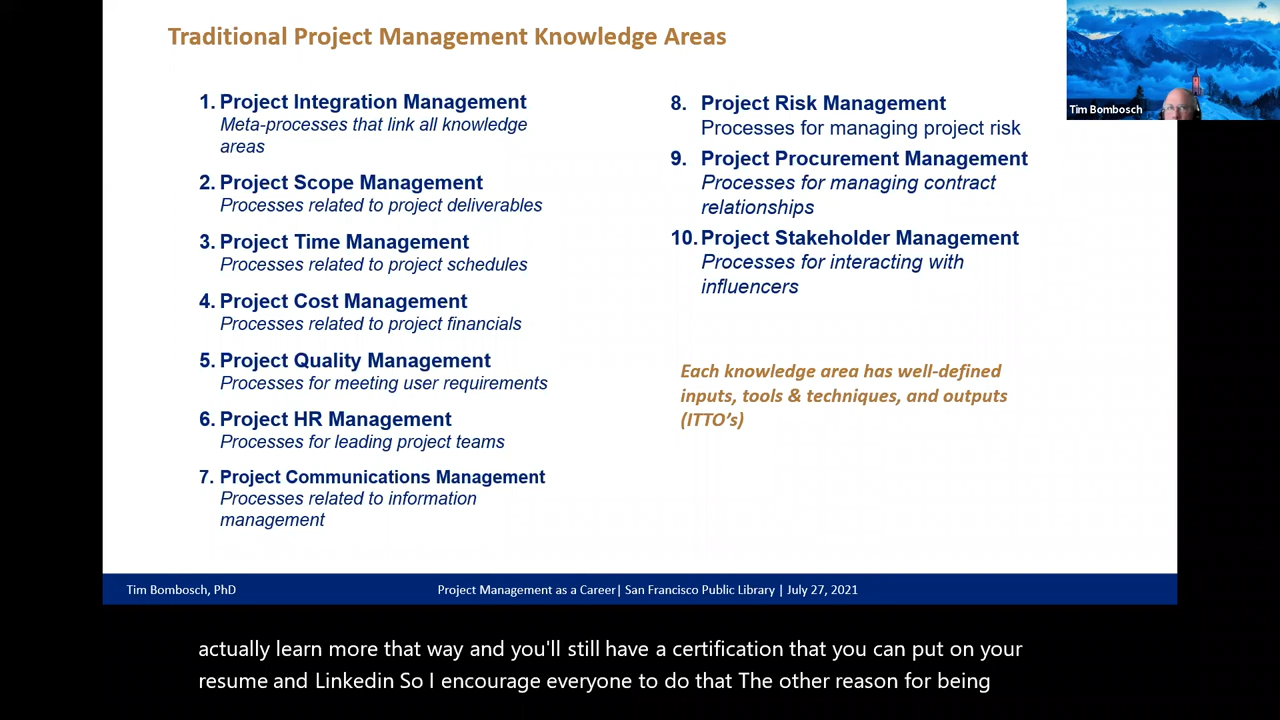 Traditional Project Management Knowledge Areas
1. Project Integration Management
Meta-processes that link all knowledge
areas
2. Project Scope Management
Processes related to project deliverables
3. Project Time Management
Processes related to project schedules
4. Project Cost Management
Processes related to project financials
5. Project Quality Management
Processes for meeting user requirements
6. Project HR Management
Processes for leading project teams
7. Project Communications Management
Processes related to information
management
8. Project Risk Management
Processes for managing project risk
9. Project Procurement Management
Processes for managing contract
relationships
10. Project Stakeholder Management
Processes for interacting with
influencers
Each knowledge area has well-defined
inputs, tools & techniques, and outputs
(ITTO’s)
Tim Bombosch
Tim Bombosch, PhD
Project Management as a Career| San Francisco Public Library | July 27, 2021
actually learn more that way and you'll still have a certification that you can put on your
resume and Linkedin So I encourage everyone to do that The other reason for being